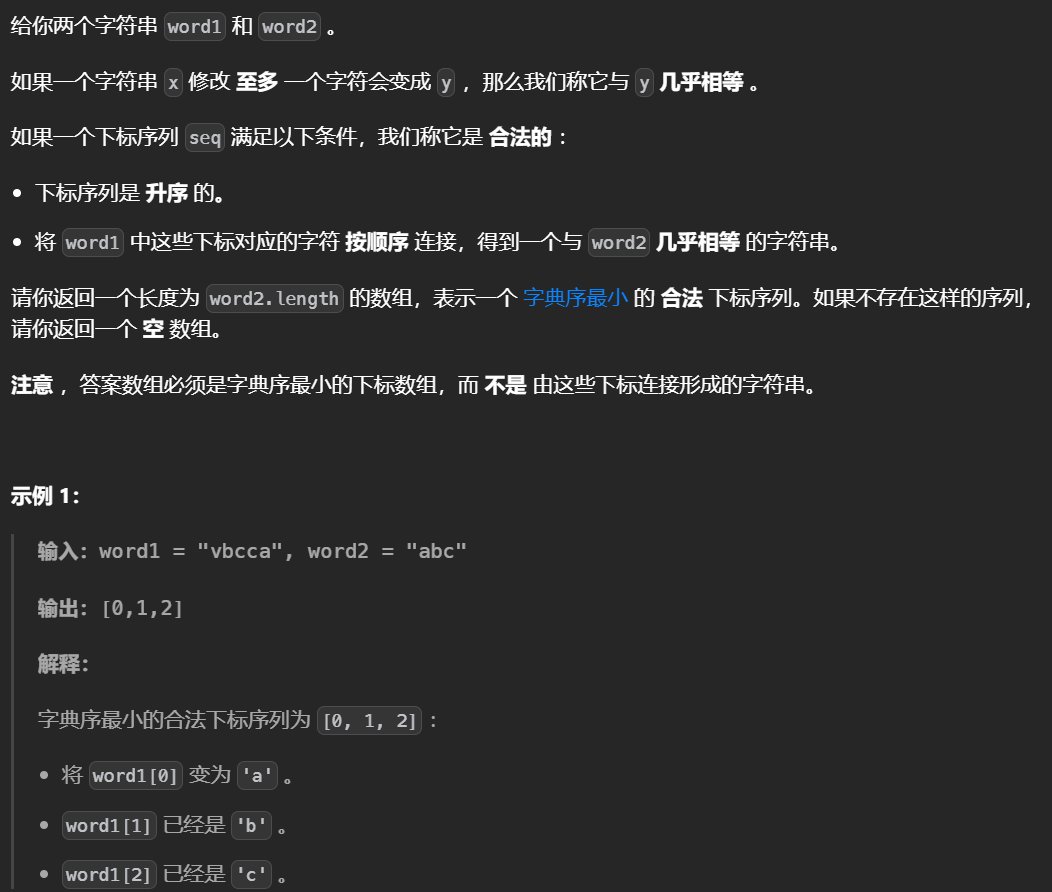 给你两个字符串 word1 和 word2 。
如果一个字符串 x 修改 至多 一个字符会变成 y ，那么我们称它与 y 几乎相等 。
如果一个下标序列 seq 满足以下条件，我们称它是 合法的 ：
• 下标序列是 升序 的。
• 将 word1 中这些下标对应的字符 按顺序 连接，得到一个与 word2 几乎相等 的字符串。
请你返回一个长度为 word2.length 的数组，表示一个 字典序最小 的 合法 下标序列。如果不存在这样的序列，
请你返回一个 空 数组。
注意 ，答案数组必须是字典序最小的下标数组，而 不是 由这些下标连接形成的字符串。
示例 1：
输入：word1 = "vbcca", word2 = "abc"
输出：[0,1,2]
解释：
字典序最小的合法下标序列为 [0, 1, 2] ：
• 将 word1[0] 变为 'a' 。
• word1[1] 已经是 'b' 。
• word1[2] 已经是 'c' 。